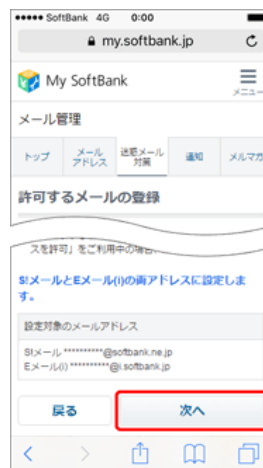 ●●●●● SoftBank 4G 0:00
my.softbank.jp
My SoftBank
メニュー
メール管理
トップ メールアドレス 迷惑メール対策 通知 メルマガ
許可するメールの登録
スを許可」をご利用中の場合、
S!メールとEメール(i)の両アドレスに設定しま
す。
設定対象のメールアドレス
S!メール **********@softbank.ne.jp
Eメール(i) **********@i.softbank.jp
戻る 次へ